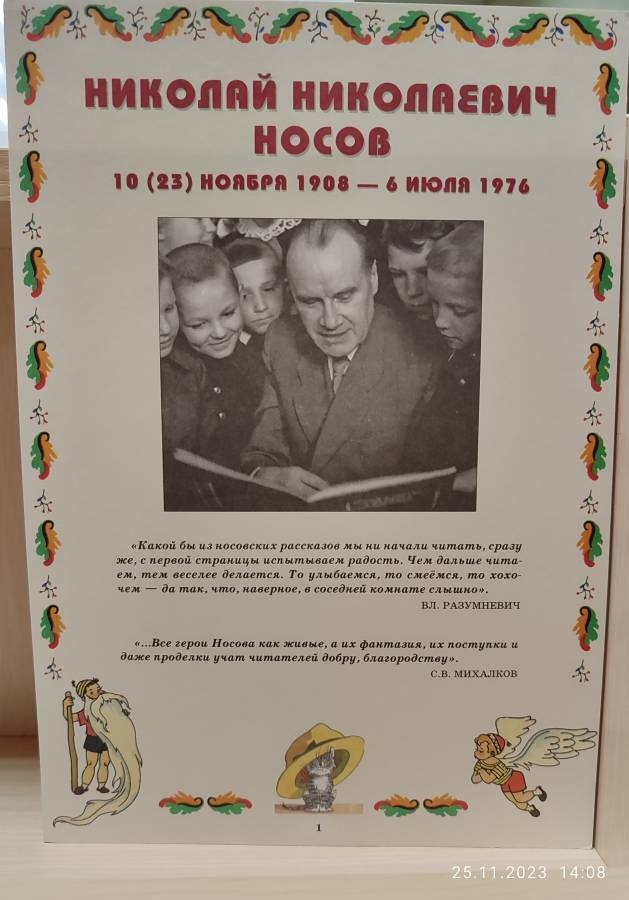 НИКОЛАЙ НИКОЛАЕВИЧ
НОСОВ
10 (23) НОЯБРЯ 1908 — 6 ИЮЛЯ 1976
«Какой бы из носовских рассказов мы ни начали читать, сразу
же, с первой страницы испытываем радость. Чем дальше чита-
ем, тем веселее делается. То улыбаемся, то смеёмся, то хохо-
чем — да так, что, наверное, в соседней комнате слышно».
ВЛ. РАЗУМНЕВИЧ
«...Все герои Носова как живые, а их фантазия, их поступки и
даже проделки учат читателей добру, благородству».
С.В. МИХАЛКОВ
1
25.11.2023 14:08